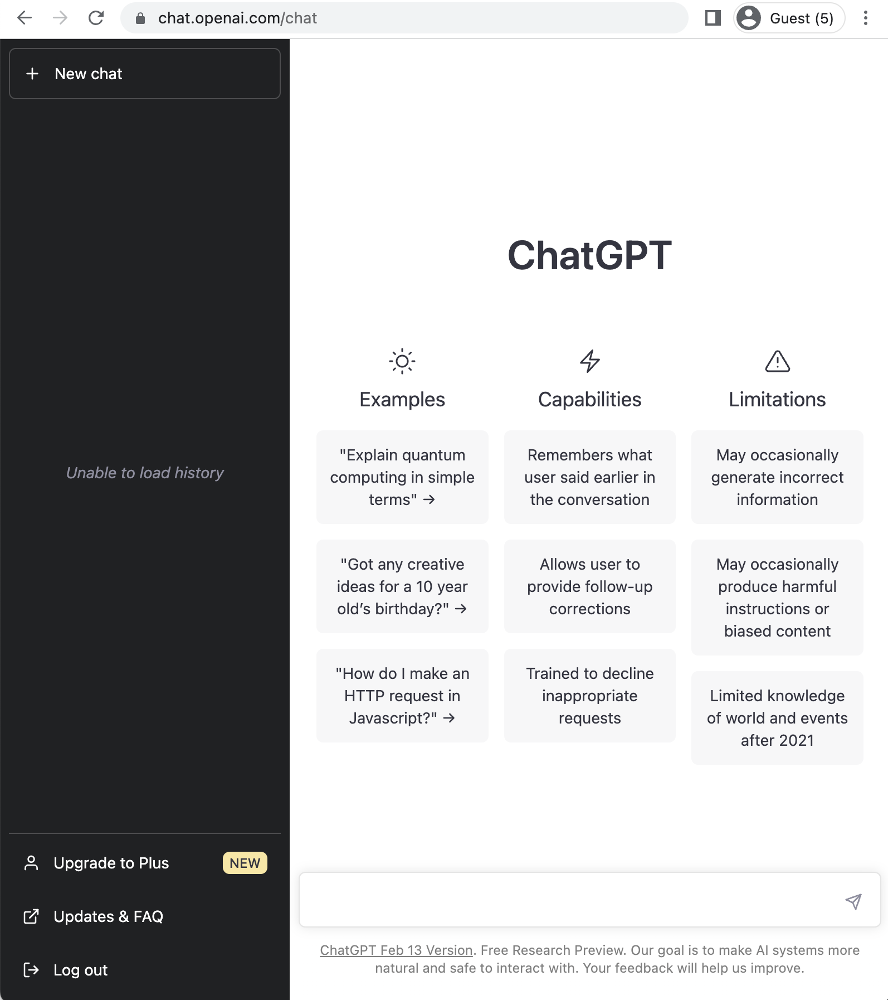 chat.openai.com/chat
Guest (5)
New chat
Unable to load history
Upgrade to Plus
NEW
Updates & FAQ
Log out
ChatGPT
Examples
"Explain quantum
computing in simple
terms" →
"Got any creative
ideas for a 10 year
old’s birthday?" →
"How do I make an
HTTP request in
Javascript?" →
Capabilities
Remembers what
user said earlier in
the conversation
Allows user to
provide follow-up
corrections
Trained to decline
inappropriate
requests
Limitations
May occasionally
generate incorrect
information
May occasionally
produce harmful
instructions or
biased content
Limited knowledge
of world and events
after 2021
ChatGPT Feb 13 Version. Free Research Preview. Our goal is to make AI systems more
natural and safe to interact with. Your feedback will help us improve.